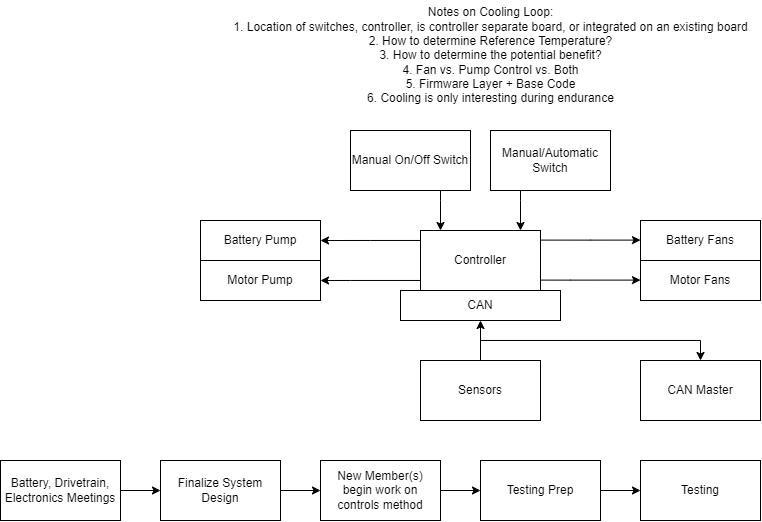 Notes on Cooling Loop:
1. Location of switches, controller, is controller separate board, or integrated on an existing board
2. How to determine Reference Temperature?
3. How to determine the potential benefit?
4. Fan vs. Pump Control vs. Both
5. Firmware Layer + Base Code
6. Cooling is only interesting during endurance
Manual On/Off Switch
Manual/Automatic
Switch
Battery Pump
Motor Pump
Controller
CAN
Battery Fans
Motor Fans
Sensors
CAN Master
Battery, Drivetrain,
Electronics Meetings
Finalize System
Design
New Member(s)
begin work on
controls method
Testing Prep
Testing